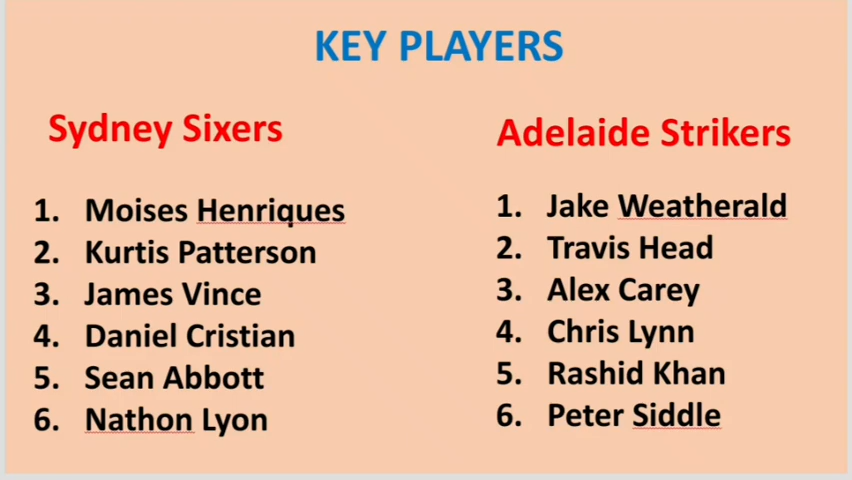 KEY PLAYERS
Sydney Sixers
1. Moises Henriques
2. Kurtis Patterson
3. James Vince
4. Daniel Cristian
5. Sean Abbott
6. Nathon Lyon
Adelaide Strikers
1. Jake Weatherald
2. Travis Head
3. Alex Carey
4. Chris Lynn
5. Rashid Khan
6. Peter Siddle